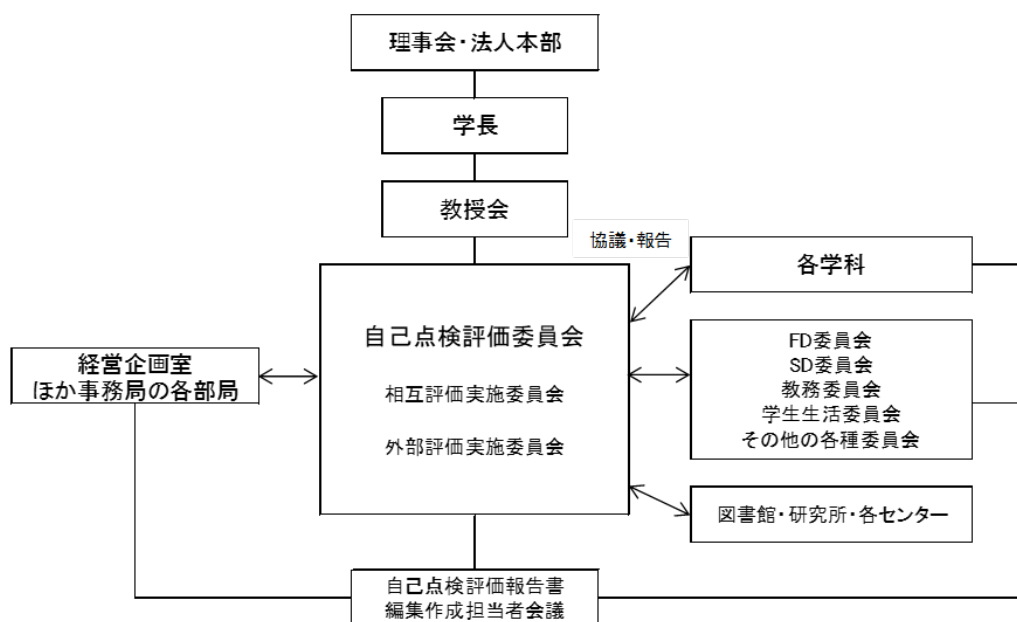 理事会・法人本部
学長
教授会
協議・報告
各学科
自己点検評価委員会
相互評価実施委員会
外部評価実施委員会
経営企画室
ほか事務局の各部局
FD委員会
SD委員会
教務委員会
学生生活委員会
その他の各種委員会
図書館・研究所・各センター
自己点検評価報告書
編集作成担当者会議